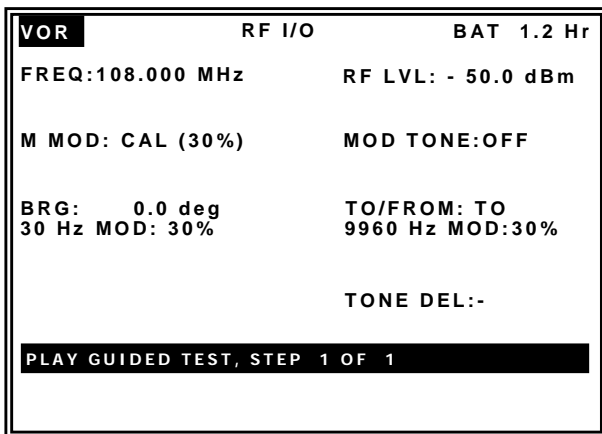 VOR RF I/O BAT 1.2 Hr
FREQ:108.000 MHz RF LVL: - 50.0 dBm
M MOD: CAL (30%) MOD TONE:OFF
BRG: 0.0 deg TO/FROM: TO
30 Hz MOD: 30% 9960 Hz MOD:30%
TONE DEL:-
PLAY GUIDED TEST, STEP 1 OF 1